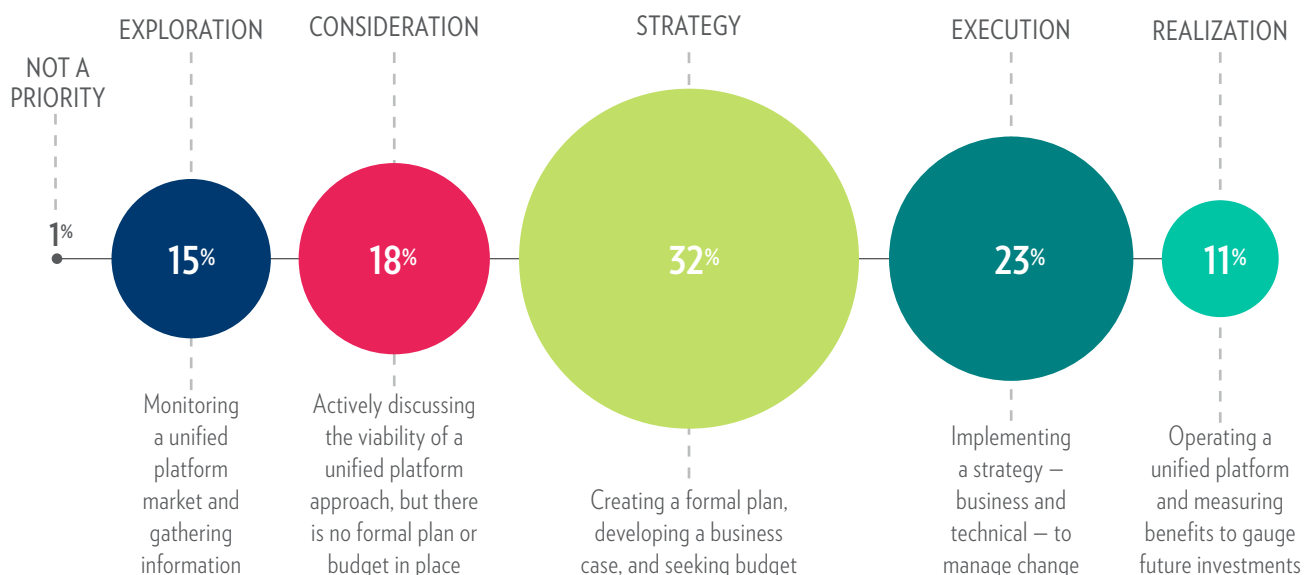 NOT A
PRIORITY
1%
EXPLORATION
15%
Monitoring
a unified
platform
market and
gathering
information
CONSIDERATION
18%
Actively discussing
the viability of a
unified platform
approach, but there
is no formal plan or
budget in place
STRATEGY
32%
Creating a formal plan,
developing a business
case, and seeking budget
EXECUTION
23%
Implementing
a strategy —
business and
technical — to
manage change
REALIZATION
11%
Operating a
unified platform
and measuring
benefits to gauge
future investments